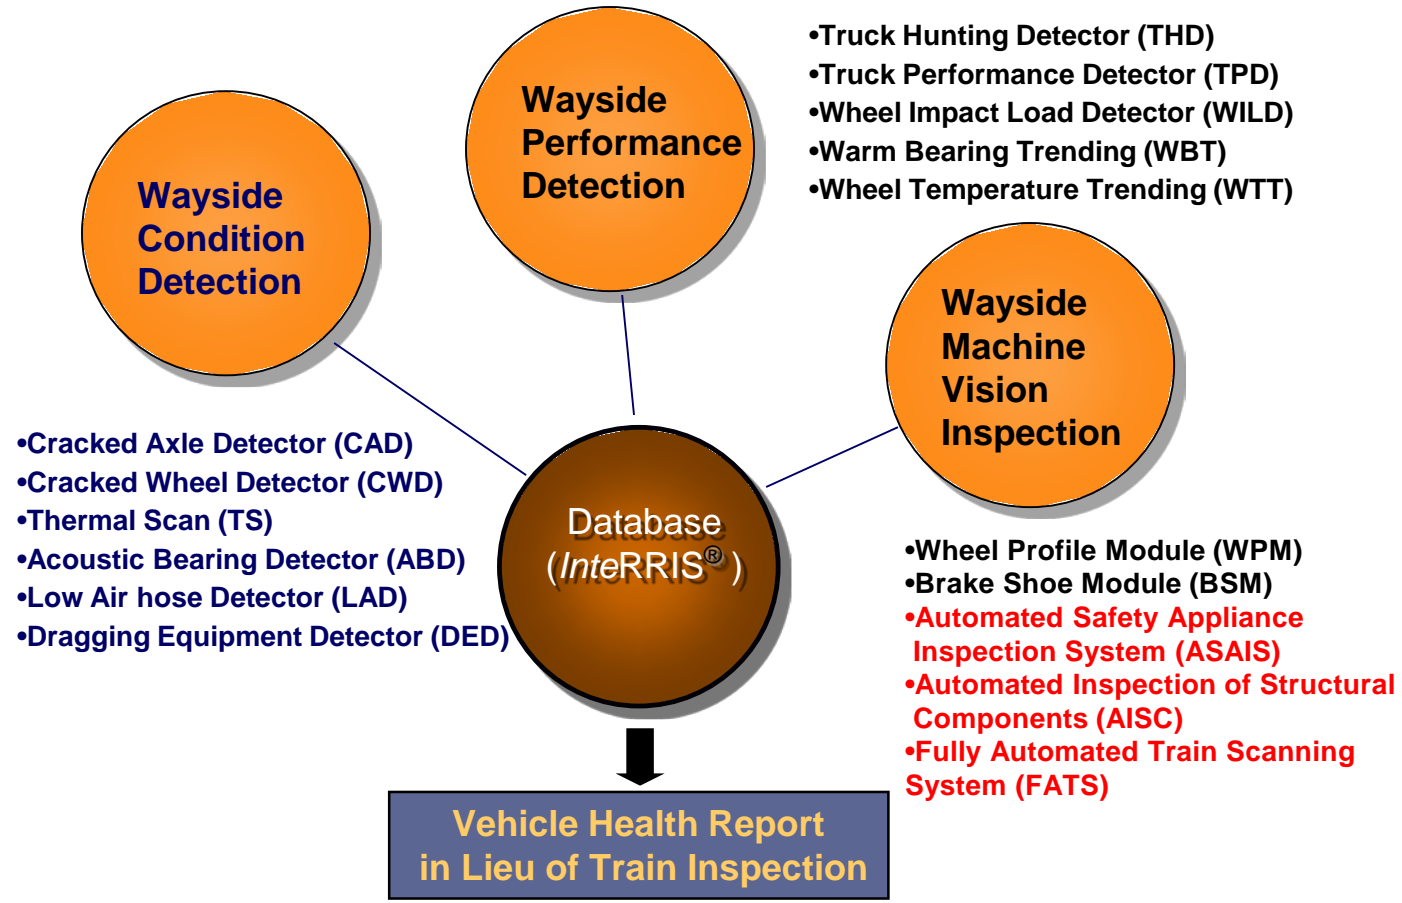 Wayside
Condition
Detection
•Cracked Axle Detector (CAD)
•Cracked Wheel Detector (CWD)
•Thermal Scan (TS)
•Acoustic Bearing Detector (ABD)
•Low Air hose Detector (LAD)
•Dragging Equipment Detector (DED)
Wayside
Performance
Detection
•Truck Hunting Detector (THD)
•Truck Performance Detector (TPD)
•Wheel Impact Load Detector (WILD)
•Warm Bearing Trending (WBT)
•Wheel Temperature Trending (WTT)
Wayside
Machine
Vision
Inspection
•Wheel Profile Module (WPM)
•Brake Shoe Module (BSM)
•Automated Safety Appliance
Inspection System (ASAIS)
•Automated Inspection of Structural
Components (AISC)
•Fully Automated Train Scanning
System (FATS)
Database
(InteRRIS® )
Vehicle Health Report
in Lieu of Train Inspection